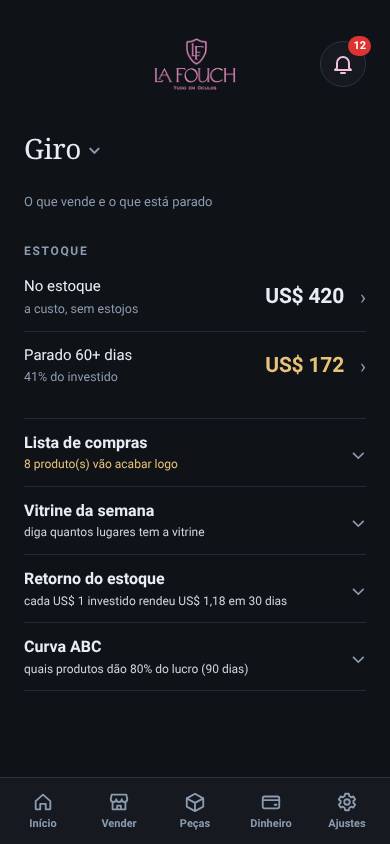 12
LF
LA FOUCH
TUDO EM ÓCULOS
Giro
O que vende e o que está parado
ESTOQUE
No estoque
US$ 420
a custo, sem estojos
Parado 60+ dias
US$ 172
41% do investido
Lista de compras
8 produto(s) vão acabar logo
Vitrine da semana
diga quantos lugares tem a vitrine
Retorno do estoque
cada US$ 1 investido rendeu US$ 1,18 em 30 dias
Curva ABC
quais produtos dão 80% do lucro (90 dias)
Início
Vender
Peças
Dinheiro
Ajustes